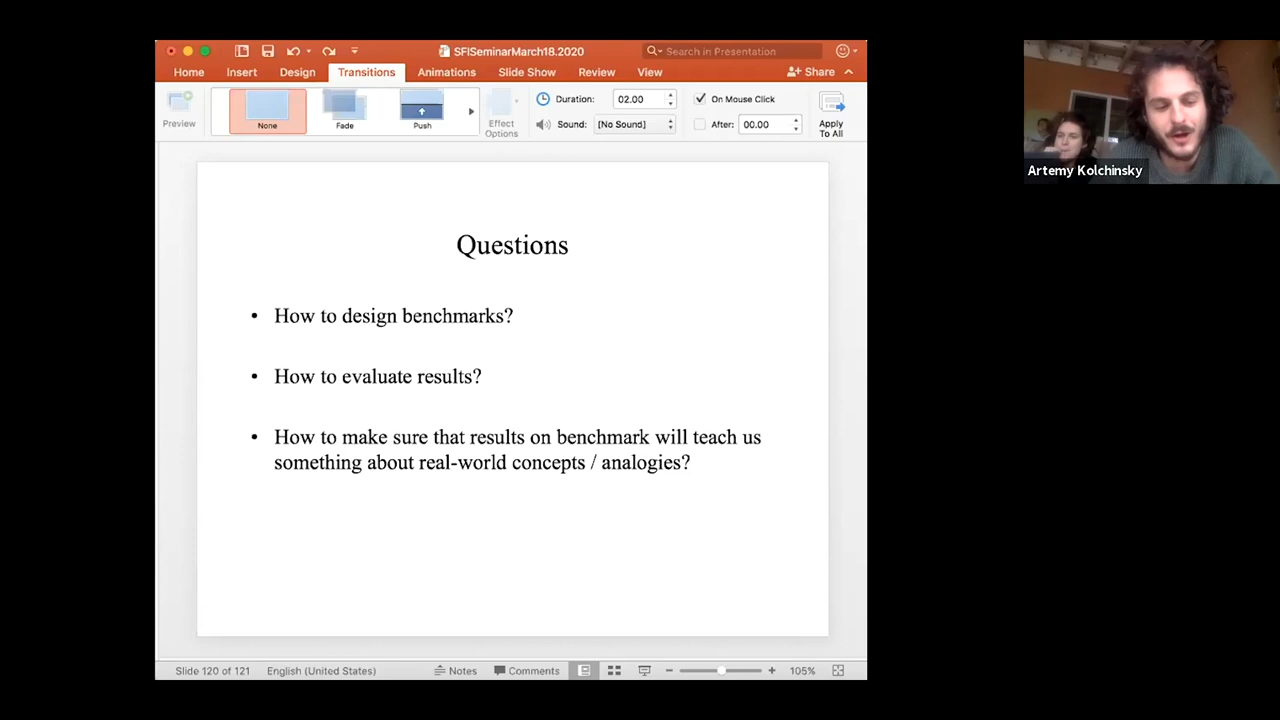 SFISeminarMarch18.2020
Search in Presentation
Home Insert Design Transitions Animations Slide Show Review View Share
Preview
None
Fade
Push
Effect Options
Duration: 02.00
Sound: [No Sound]
On Mouse Click
After: 00.00
Apply To All
Artemy Kolchinsky
Questions
• How to design benchmarks?
• How to evaluate results?
• How to make sure that results on benchmark will teach us
something about real-world concepts / analogies?
Slide 120 of 121 English (United States) Notes Comments 105%